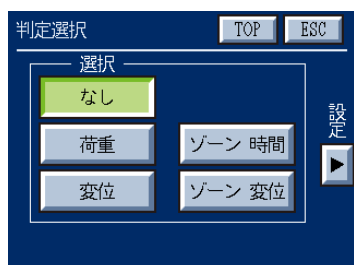 判定選択 TOP ESC
選択
なし
荷重 ゾーン 時間
変位 ゾーン 変位
設定